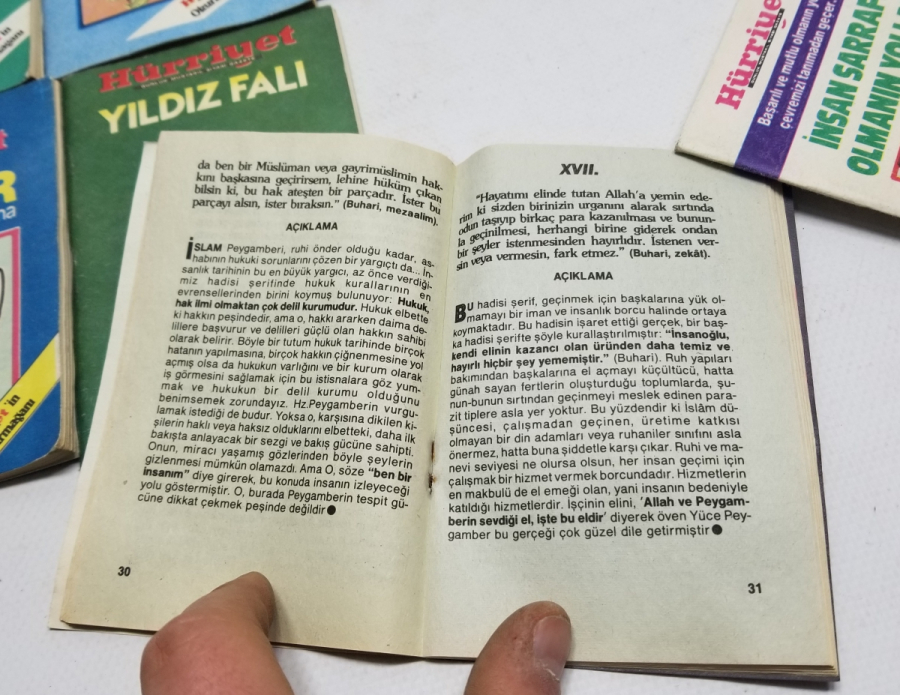 Hürriyet
YILDIZ FALI
Hürriyet
Başarılı ve mutlu olmanın
çevremizi tanımadan geçer.
İNSAN SARRAFI
OLMANIN
da ben bir Müslüman veya gayrimüslimin hak-
kını başkasına geçirirsem, lehine hüküm çıkan
bilsin ki, bu hak ateşten bir parçadır. İster bu
parçayı alsın, ister bıraksın." (Buhari, mezaalim).
AÇIKLAMA
İSLAM Peygamberi, ruhi önder olduğu kadar, as-
habının hukuki sorunlarını çözen bir yargıçtı da... İn-
sanlık tarihinin bu en büyük yargıcı, az önce verdiği-
miz hadisi şerifinde hukuk kurallarının en
evrensellerinden birini koymuş bulunuyor: Hukuk,
hak ilmi olmaktan çok delil kurumudur. Hukuk elbette
ki hakkın peşindedir, ama o, hakkı ararken daima de-
lillere başvurur ve delilleri güçlü olan hakkın sahibi
olarak belirir. Böyle bir tutum hukuk tarihinde birçok
hatanın yapılmasına, birçok hakkın çiğnenmesine yol
açmış olsa da hukukun varlığını ve bir kurum olarak
iş görmesini sağlamak için bu istisnalara göz yum-
mak ve hukukun bir delil kurumu olduğunu
benimsemek zorundayız. Hz.Peygamberin vurgu-
lamak istediği de budur. Yoksa o, karşısına dikilen ki-
şilerin haklı veya haksız olduklarını elbetteki, daha ilk
bakışta anlayacak bir sezgi ve bakış gücüne sahipti.
Onun, miracı yaşamış gözlerinden böyle şeylerin
gizlenmesi mümkün olamazdı. Ama O, söze "ben bir
insanım" diye girerek, bu konuda insanın izleyeceği
yolu göstermiştir. O, burada Peygamberin tespit gü-
cüne dikkat çekmek peşinde değildir●
30
XVII.
"Hayatımı elinde tutan Allah'a yemin ede-
rim ki sizden birinizin urganını alarak sırtında
odun taşıyıp birkaç para kazanılması ve bunun-
la geçinilmesi, herhangi birine giderek ondan
bir şeyler istenmesinden hayırlıdır. İstenen ver-
sin veya vermesin, fark etmez." (Buhari, zekât).
AÇIKLAMA
BU hadisi şerif, geçinmek için başkalarına yük ol-
mamayı bir iman ve insanlık borcu halinde ortaya
koymaktadır. Bu hadisin işaret ettiği gerçek, bir baş-
ka hadisi şerifte şöyle kurallaştırılmıştır: "İnsanoğlu,
kendi elinin kazancı olan üründen daha temiz ve
hayırlı hiçbir şey yememiştir." (Buhari). Ruh yapıları
bakımından başkalarına el açmayı küçültücü, hatta
günah sayan fertlerin oluşturduğu toplumlarda, şu-
nun-bunun sırtından geçinmeyi meslek edinen para-
zit tiplere asla yer yoktur. Bu yüzdendir ki İslâm dü-
şüncesi, çalışmadan geçinen, üretime katkısı
olmayan bir din adamları veya ruhaniler sınıfını asla
önermez, hatta buna şiddetle karşı çıkar. Ruhi ve ma-
nevi seviyesi ne olursa olsun, her insan geçimi için
çalışmak bir hizmet vermek borcundadır. Hizmetlerin
en makbulü de el emeği olan, yani insanın bedeniyle
katıldığı hizmetlerdir. İşçinin elini, 'Allah ve Peygam-
berin sevdiği el, işte bu eldir' diyerek öven Yüce Pey-
gamber bu gerçeği çok güzel dile getirmiştir●
31